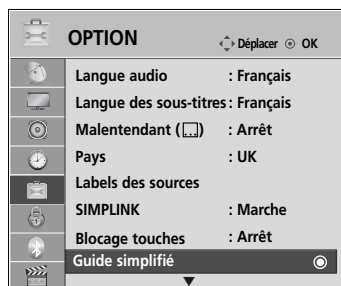 OPTION Déplacer OK
Langue audio : Français
Langue des sous-titres : Français
Malentendant ( ) : Arrêt
Pays : UK
Labels des sources
SIMPLINK : Marche
Blocage touches : Arrêt
Guide simplifié